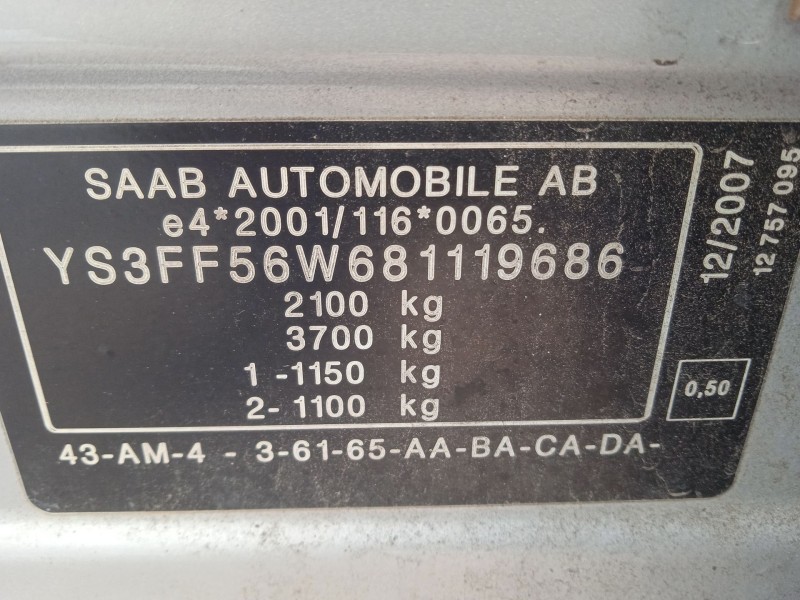 SAAB AUTOMOBILE AB
e4*2001/116*0065.
YS3FF56W681119686
2100 kg
3700 kg
1 -1150 kg
2- 1100 kg
43-AM-4 - 3-61-65-AA-BA-CA-DA-
12/2007
12 757 095
0,50